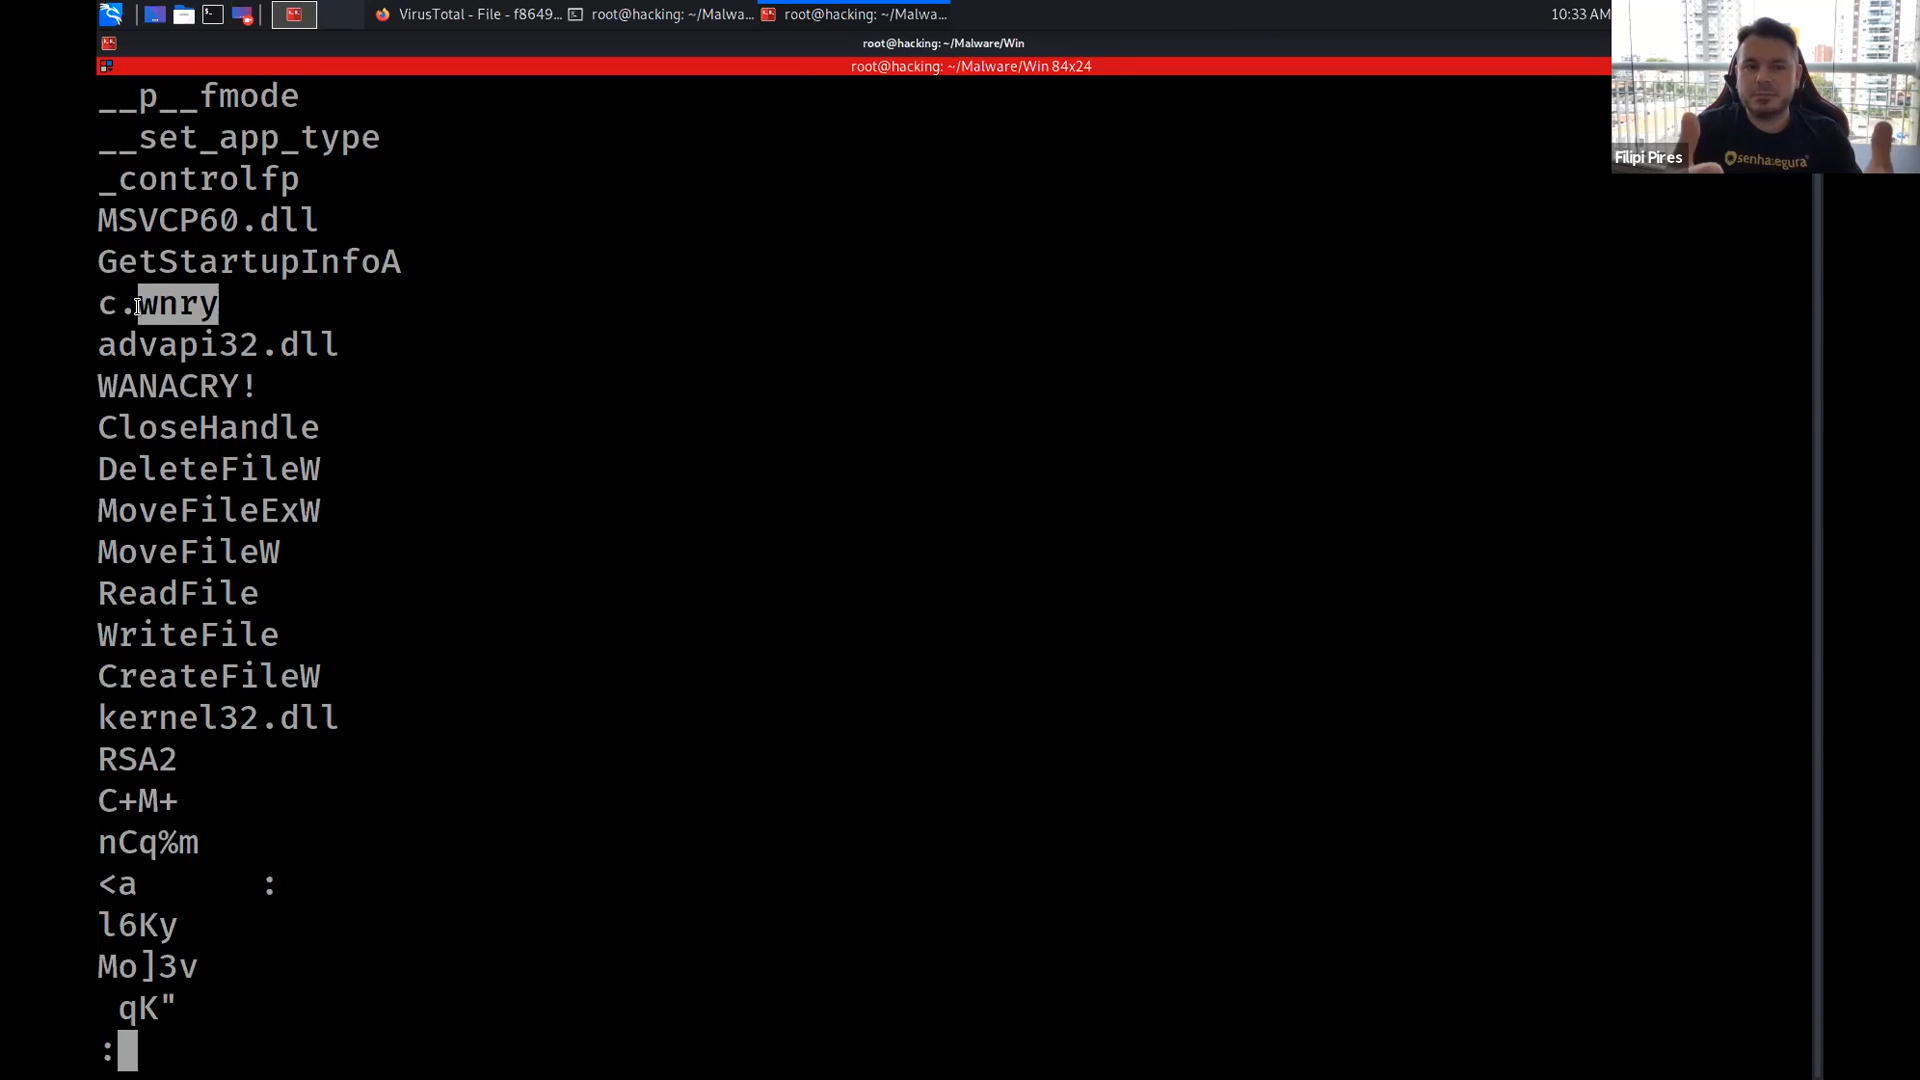 VirusTotal - File - f8649...
root@hacking: ~/Malwa...
root@hacking: ~/Malwa...
10:33 AM
root@hacking: ~/Malware/Win
root@hacking: ~/Malware/Win 84x24
__p__fmode
__set_app_type
_controlfp
MSVCP60.dll
GetStartupInfoA
c.wnry
advapi32.dll
WANACRY!
CloseHandle
DeleteFileW
MoveFileExW
MoveFileW
ReadFile
WriteFile
CreateFileW
kernel32.dll
RSA2
C+M+
nCq%m
<a      :
l6Ky
Mo]3v
 qK"
:
senhasegura
Filipi Pires